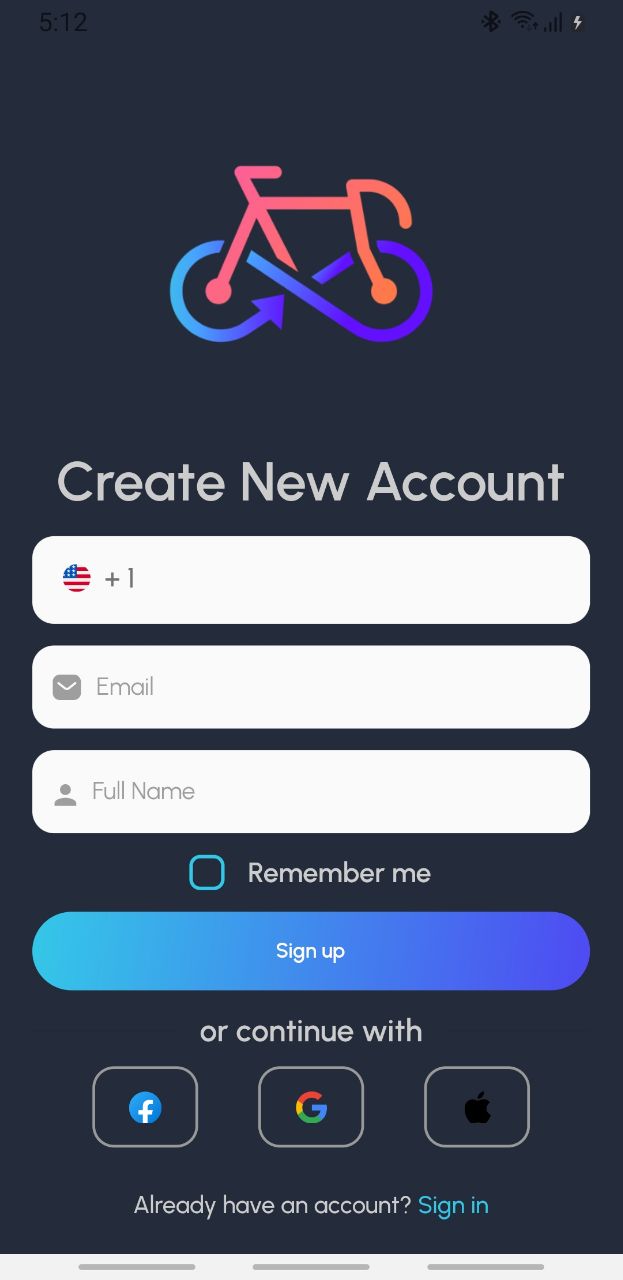 5:12
Create New Account
+ 1
Email
Full Name
Remember me
Sign up
or continue with
Already have an account? Sign in